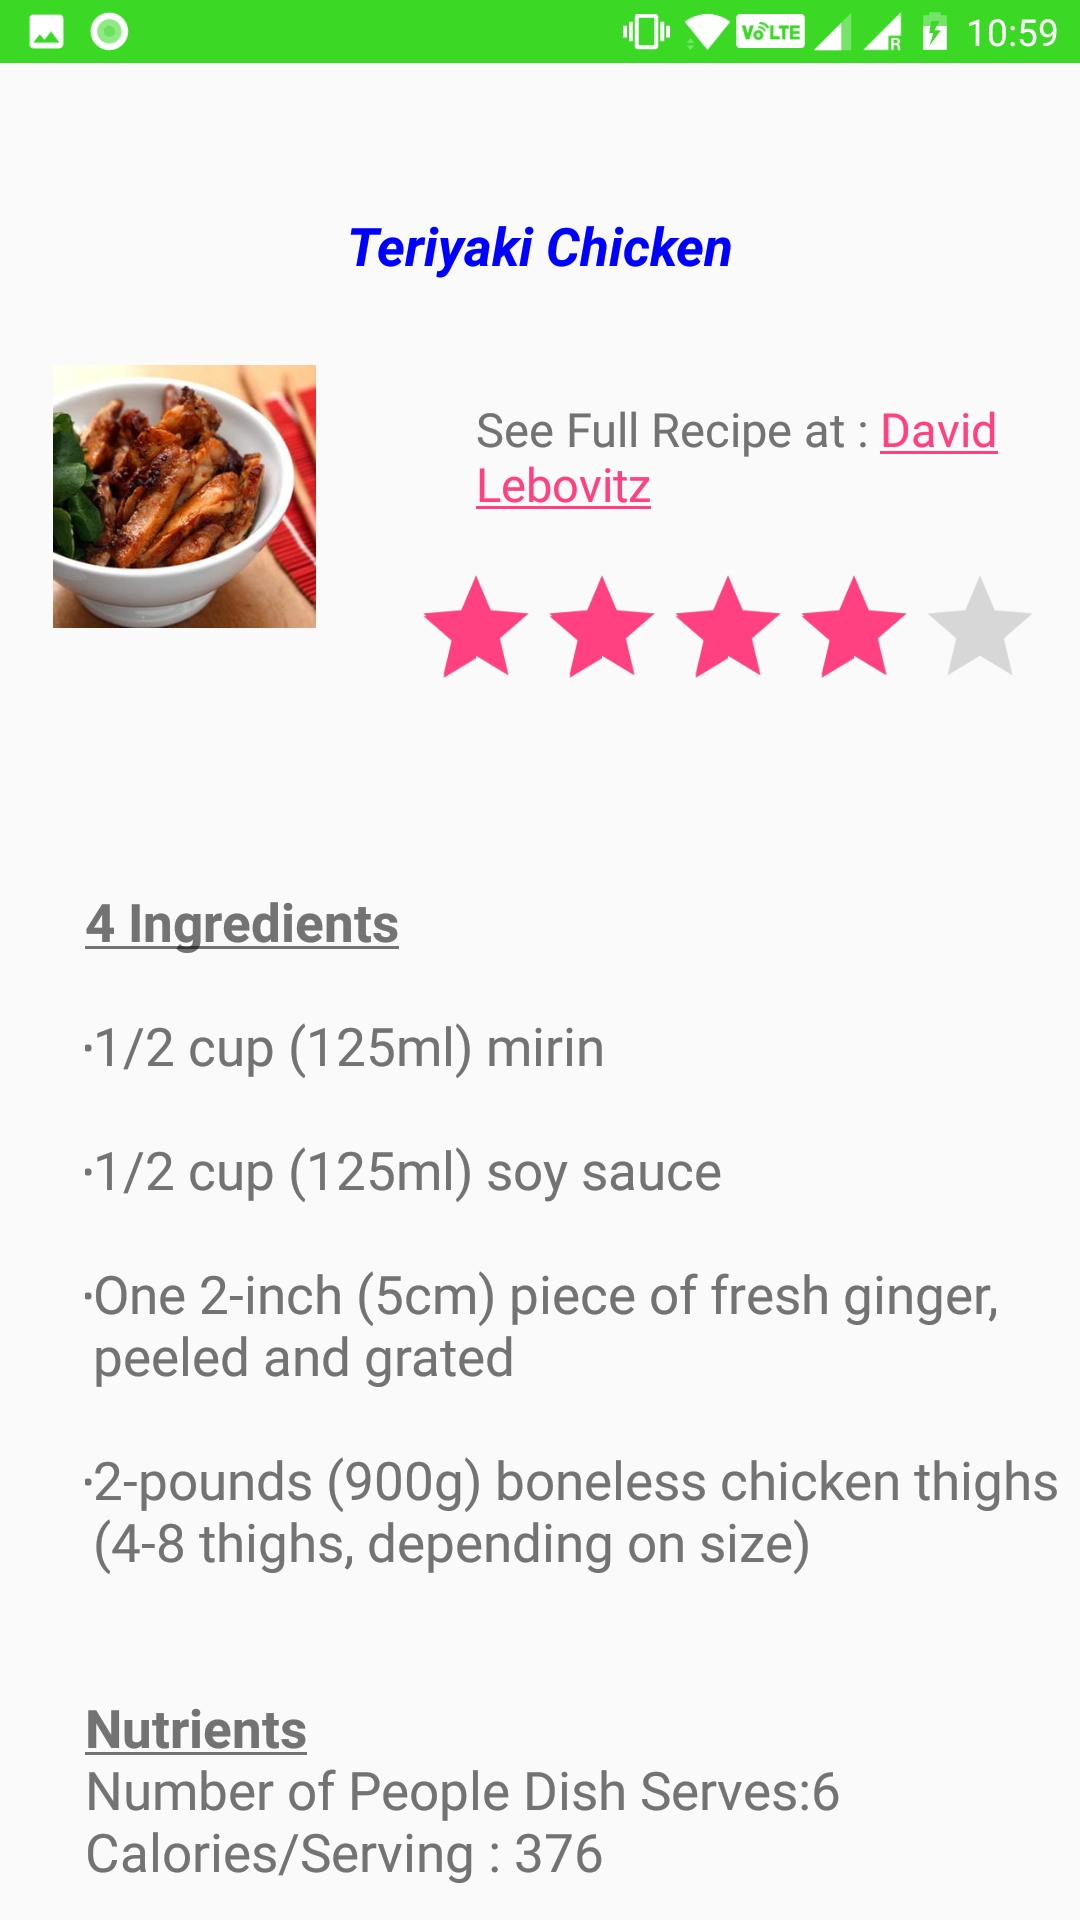 VoLTE R 10:59
Teriyaki Chicken
See Full Recipe at : David
Lebovitz
4 Ingredients
·1/2 cup (125ml) mirin
·1/2 cup (125ml) soy sauce
·One 2-inch (5cm) piece of fresh ginger,
peeled and grated
·2-pounds (900g) boneless chicken thighs
(4-8 thighs, depending on size)
Nutrients
Number of People Dish Serves:6
Calories/Serving : 376